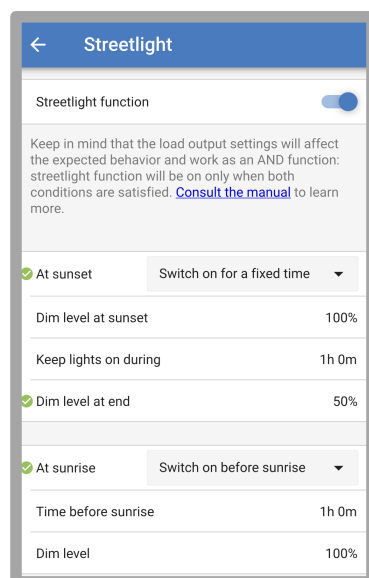 Streetlight
Streetlight function
Keep in mind that the load output settings will affect
the expected behavior and work as an AND function:
streetlight function will be on only when both
conditions are satisfied. Consult the manual to learn
more.
At sunset Switch on for a fixed time
Dim level at sunset 100%
Keep lights on during 1h 0m
Dim level at end 50%
At sunrise Switch on before sunrise
Time before sunrise 1h 0m
Dim level 100%